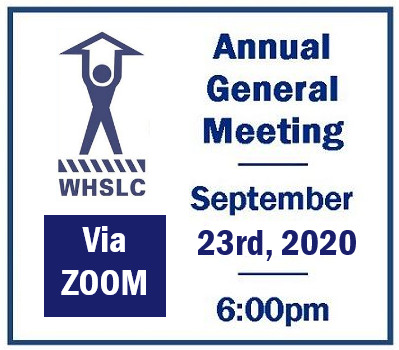 WHSLC
Via
ZOOM
Annual
General
Meeting
September
23rd, 2020
6:00pm